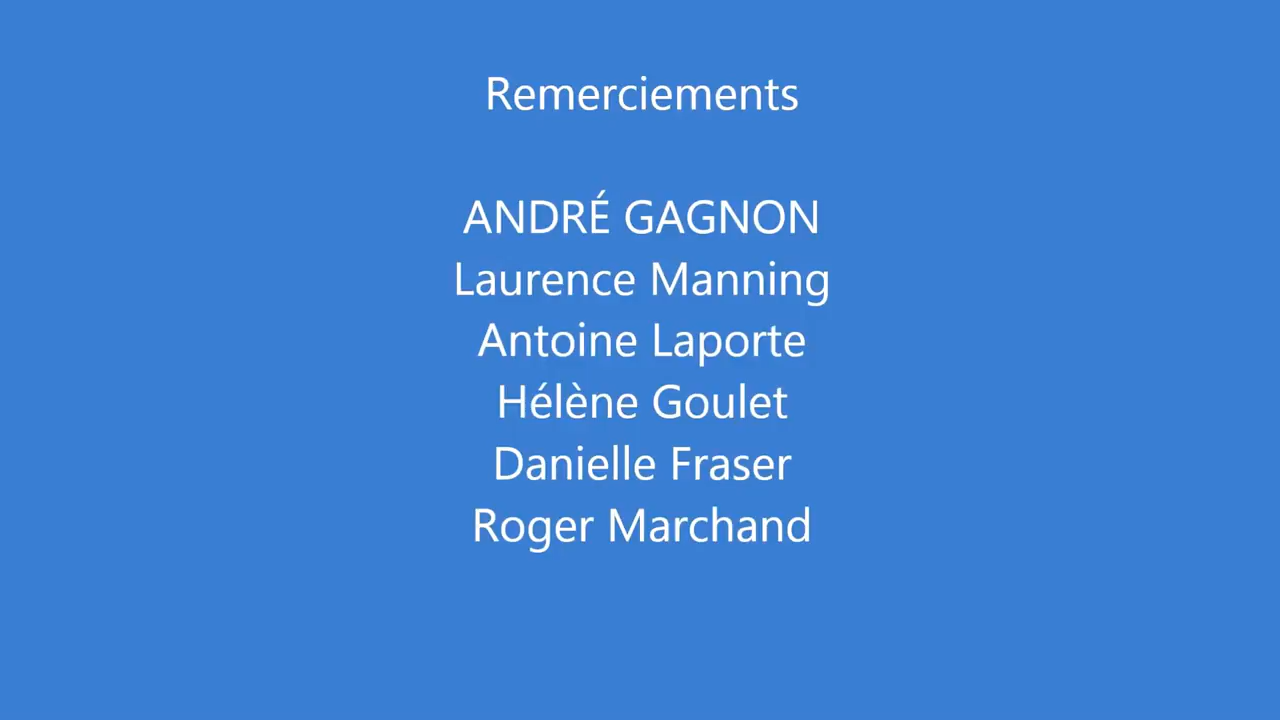 Remerciements
ANDRÉ GAGNON
Laurence Manning
Antoine Laporte
Hélène Goulet
Danielle Fraser
Roger Marchand